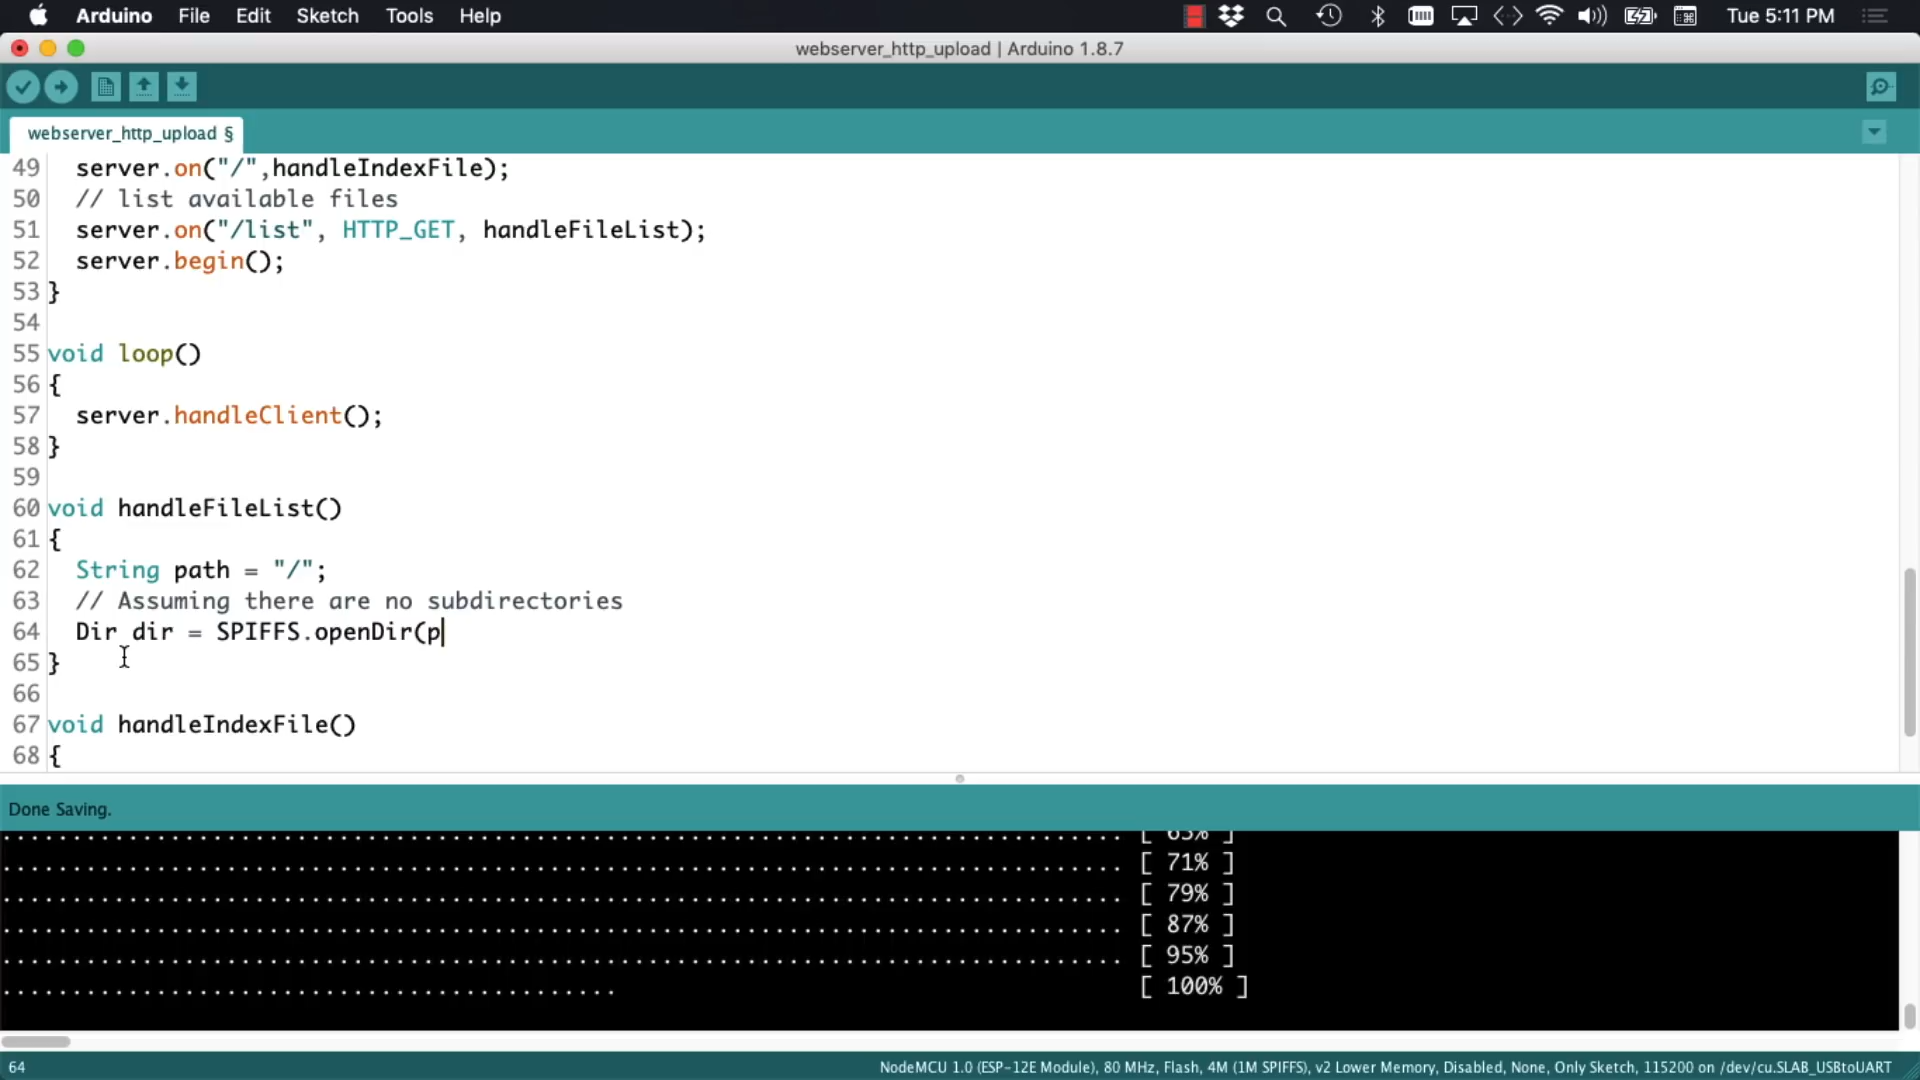 Arduino File Edit Sketch Tools Help Tue 5:11 PM
webserver_http_upload | Arduino 1.8.7
webserver_http_upload §
49 server.on("/",handleIndexFile);
50 // list available files
51 server.on("/list", HTTP_GET, handleFileList);
52 server.begin();
53 }
54
55 void loop()
56 {
57 server.handleClient();
58 }
59
60 void handleFileList()
61 {
62 String path = "/";
63 // Assuming there are no subdirectories
64 Dir dir = SPIFFS.openDir(p
65 }
66
67 void handleIndexFile()
68 {
Done Saving.
................................................................................ [ 63% ]
................................................................................ [ 71% ]
................................................................................ [ 79% ]
................................................................................ [ 87% ]
................................................................................ [ 95% ]
............................................ [ 100% ]
64 NodeMCU 1.0 (ESP-12E Module), 80 MHz, Flash, 4M (1M SPIFFS), v2 Lower Memory, Disabled, None, Only Sketch, 115200 on /dev/cu.SLAB_USBtoUART